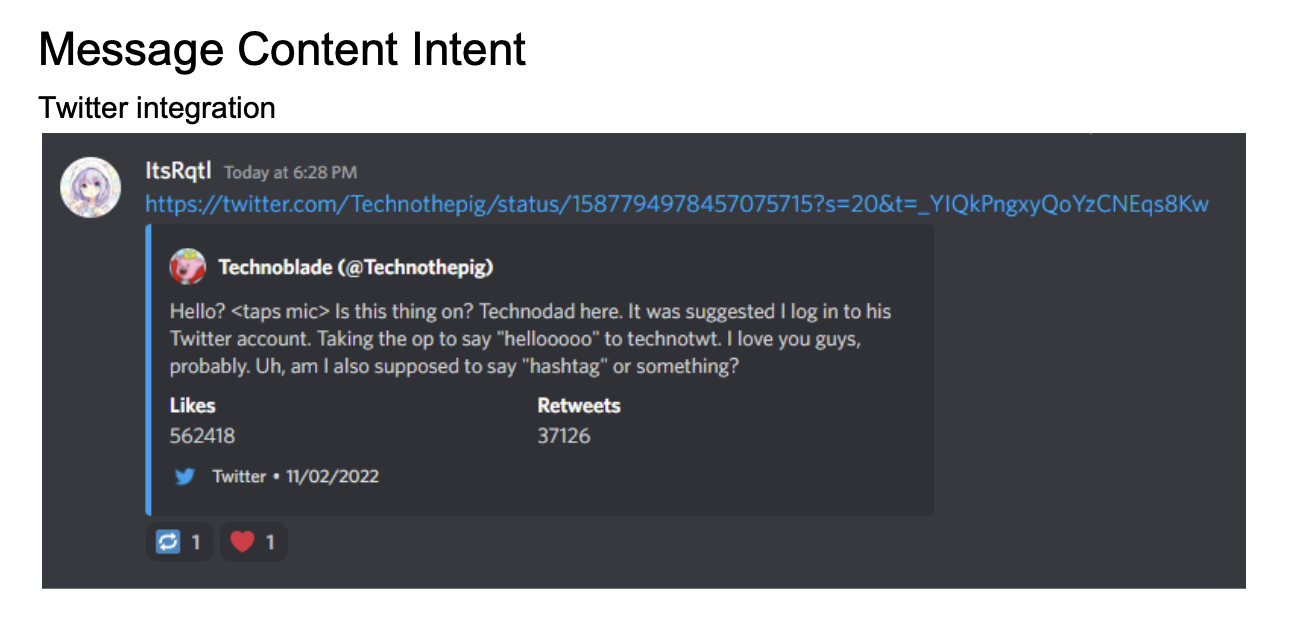 Message Content Intent
Twitter integration
ItsRqtl Today at 6:28 PM
https://twitter.com/Technothepig/status/1587794978457075715?s=20&t=_YIQkPngxyQoYzCNEqs8Kw
Technoblade (@Technothepig)
Hello? <taps mic> Is this thing on? Technodad here. It was suggested I log in to his
Twitter account. Taking the op to say "hellooooo" to technotwt. I love you guys,
probably. Uh, am I also supposed to say "hashtag" or something?
Likes Retweets
562418 37126
Twitter • 11/02/2022
1 1